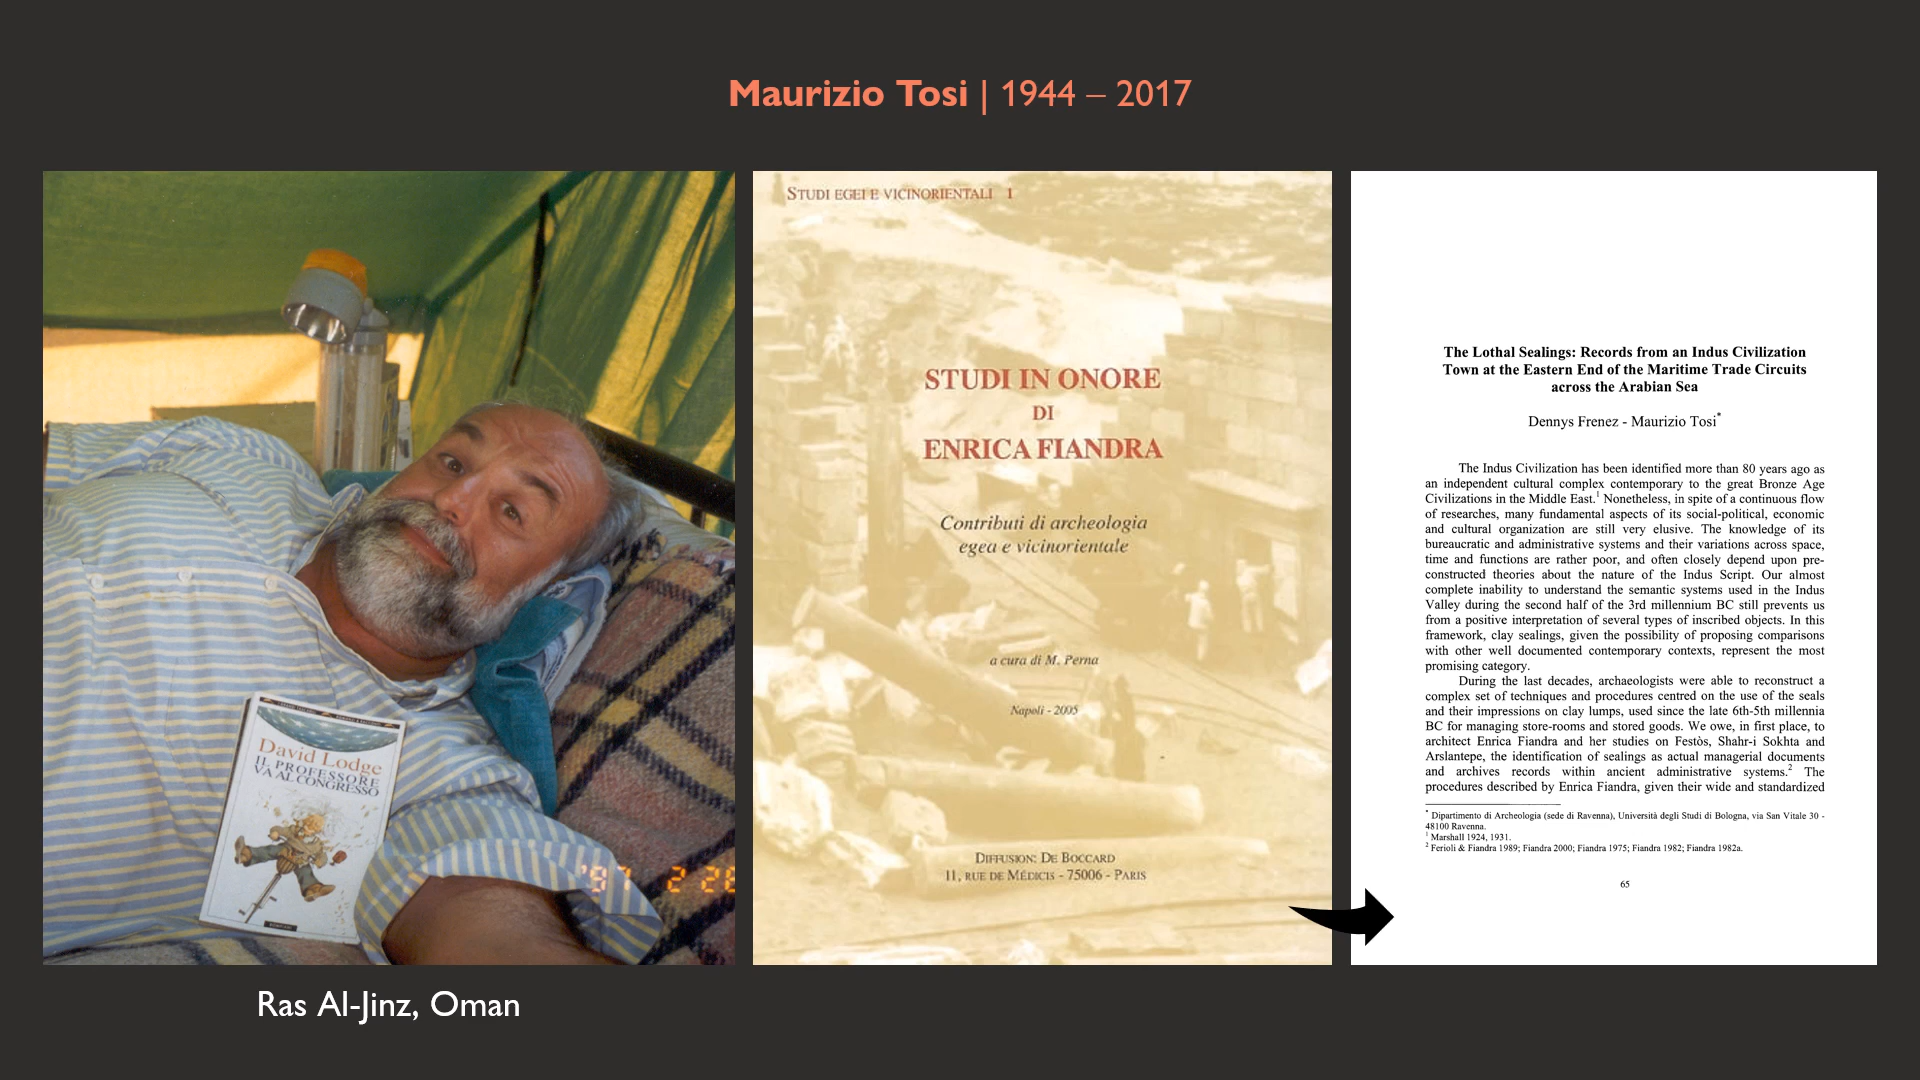 Maurizio Tosi | 1944 – 2017
David Lodge
IL PROFESSORE
VA AL CONGRESSO
'97 2 28
Ras Al-Jinz, Oman
STUDI EGEI E VICINORIENTALI 1
STUDI IN ONORE
DI
ENRICA FIANDRA
Contributi di archeologia
egea e vicinorientale
a cura di M. Perna
Napoli - 2005
DIFFUSION: DE BOCCARD
11, RUE DE MÉDICIS - 75006 - PARIS
The Lothal Sealings: Records from an Indus Civilization
Town at the Eastern End of the Maritime Trade Circuits
across the Arabian Sea
Dennys Frenez - Maurizio Tosi*
The Indus Civilization has been identified more than 80 years ago as
an independent cultural complex contemporary to the great Bronze Age
Civilizations in the Middle East.1 Nonetheless, in spite of a continuous flow
of researches, many fundamental aspects of its social-political, economic
and cultural organization are still very elusive. The knowledge of its
bureaucratic and administrative systems and their variations across space,
time and functions are rather poor, and often closely depend upon pre-
constructed theories about the nature of the Indus Script. Our almost
complete inability to understand the semantic systems used in the Indus
Valley during the second half of the 3rd millennium BC still prevents us
from a positive interpretation of several types of inscribed objects. In this
framework, clay sealings, given the possibility of proposing comparisons
with other well documented contemporary contexts, represent the most
promising category.
During the last decades, archaeologists were able to reconstruct a
complex set of techniques and procedures centred on the use of the seals
and their impressions on clay lumps, used since the late 6th-5th millennia
BC for managing store-rooms and stored goods. We owe, in first place, to
architect Enrica Fiandra and her studies on Festòs, Shahr-i Sokhta and
Arslantepe, the identification of sealings as actual managerial documents
and archives records within ancient administrative systems.2 The
procedures described by Enrica Fiandra, given their wide and standardized
* Dipartimento di Archeologia (sede di Ravenna), Università degli Studi di Bologna, via San Vitale 30 -
48100 Ravenna.
1 Marshall 1924, 1931.
2 Ferioli & Fiandra 1989; Fiandra 2000; Fiandra 1975; Fiandra 1982; Fiandra 1982a.
65